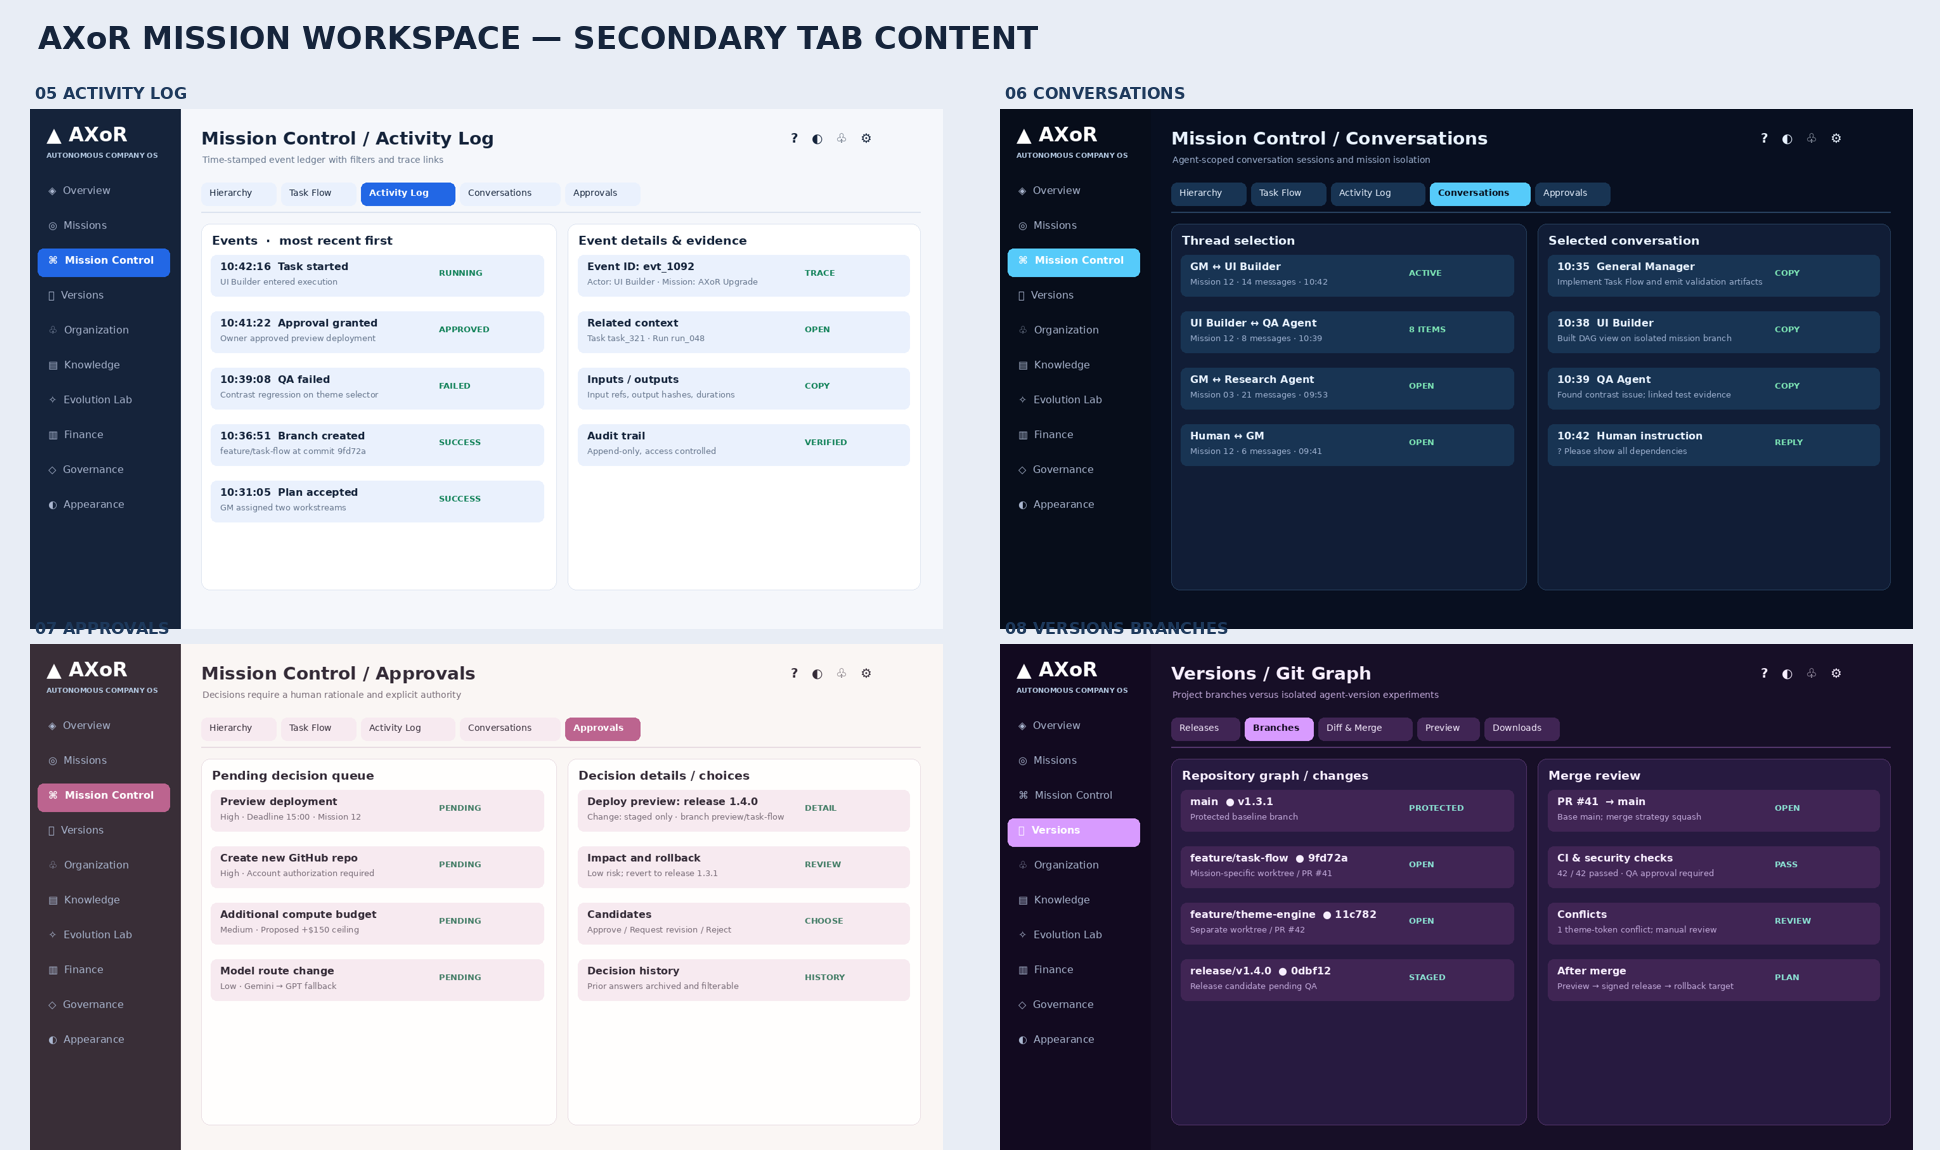 AXoR MISSION WORKSPACE — SECONDARY TAB CONTENT
05 ACTIVITY LOG
▲ AXoR
AUTONOMOUS COMPANY OS
◈ Overview
◎ Missions
⌘ Mission Control
▯ Versions
♧ Organization
▤ Knowledge
✧ Evolution Lab
▥ Finance
◇ Governance
◐ Appearance
Mission Control / Activity Log
? ◐ ♧ ⚙
Time-stamped event ledger with filters and trace links
Hierarchy Task Flow Activity Log Conversations Approvals
Events · most recent first
10:42:16 Task started RUNNING
UI Builder entered execution
10:41:22 Approval granted APPROVED
Owner approved preview deployment
10:39:08 QA failed FAILED
Contrast regression on theme selector
10:36:51 Branch created SUCCESS
feature/task-flow at commit 9fd72a
10:31:05 Plan accepted SUCCESS
GM assigned two workstreams
Event details & evidence
Event ID: evt_1092 TRACE
Actor: UI Builder · Mission: AXoR Upgrade
Related context OPEN
Task task_321 · Run run_048
Inputs / outputs COPY
Input refs, output hashes, durations
Audit trail VERIFIED
Append-only, access controlled
06 CONVERSATIONS
▲ AXoR
AUTONOMOUS COMPANY OS
◈ Overview
◎ Missions
⌘ Mission Control
▯ Versions
♧ Organization
▤ Knowledge
✧ Evolution Lab
▥ Finance
◇ Governance
◐ Appearance
Mission Control / Conversations
? ◐ ♧ ⚙
Agent-scoped conversation sessions and mission isolation
Hierarchy Task Flow Activity Log Conversations Approvals
Thread selection
GM ↔ UI Builder ACTIVE
Mission 12 · 14 messages · 10:42
UI Builder ↔ QA Agent 8 ITEMS
Mission 12 · 8 messages · 10:39
GM ↔ Research Agent OPEN
Mission 03 · 21 messages · 09:53
Human ↔ GM OPEN
Mission 12 · 6 messages · 09:41
Selected conversation
10:35 General Manager COPY
Implement Task Flow and emit validation artifacts
10:38 UI Builder COPY
Built DAG view on isolated mission branch
10:39 QA Agent COPY
Found contrast issue; linked test evidence
10:42 Human instruction REPLY
? Please show all dependencies
07 APPROVALS
▲ AXoR
AUTONOMOUS COMPANY OS
◈ Overview
◎ Missions
⌘ Mission Control
▯ Versions
♧ Organization
▤ Knowledge
✧ Evolution Lab
▥ Finance
◇ Governance
◐ Appearance
Mission Control / Approvals
? ◐ ♧ ⚙
Decisions require a human rationale and explicit authority
Hierarchy Task Flow Activity Log Conversations Approvals
Pending decision queue
Preview deployment PENDING
High · Deadline 15:00 · Mission 12
Create new GitHub repo PENDING
High · Account authorization required
Additional compute budget PENDING
Medium · Proposed +$150 ceiling
Model route change PENDING
Low · Gemini → GPT fallback
Decision details / choices
Deploy preview: release 1.4.0 DETAIL
Change: staged only · branch preview/task-flow
Impact and rollback REVIEW
Low risk; revert to release 1.3.1
Candidates CHOOSE
Approve / Request revision / Reject
Decision history HISTORY
Prior answers archived and filterable
08 VERSIONS BRANCHES
▲ AXoR
AUTONOMOUS COMPANY OS
◈ Overview
◎ Missions
⌘ Mission Control
▯ Versions
♧ Organization
▤ Knowledge
✧ Evolution Lab
▥ Finance
◇ Governance
◐ Appearance
Versions / Git Graph
? ◐ ♧ ⚙
Project branches versus isolated agent-version experiments
Releases Branches Diff & Merge Preview Downloads
Repository graph / changes
main ● v1.3.1 PROTECTED
Protected baseline branch
feature/task-flow ● 9fd72a OPEN
Mission-specific worktree / PR #41
feature/theme-engine ● 11c782 OPEN
Separate worktree / PR #42
release/v1.4.0 ● 0dbf12 STAGED
Release candidate pending QA
Merge review
PR #41 → main OPEN
Base main; merge strategy squash
CI & security checks PASS
42 / 42 passed · QA approval required
Conflicts REVIEW
1 theme-token conflict; manual review
After merge PLAN
Preview → signed release → rollback target